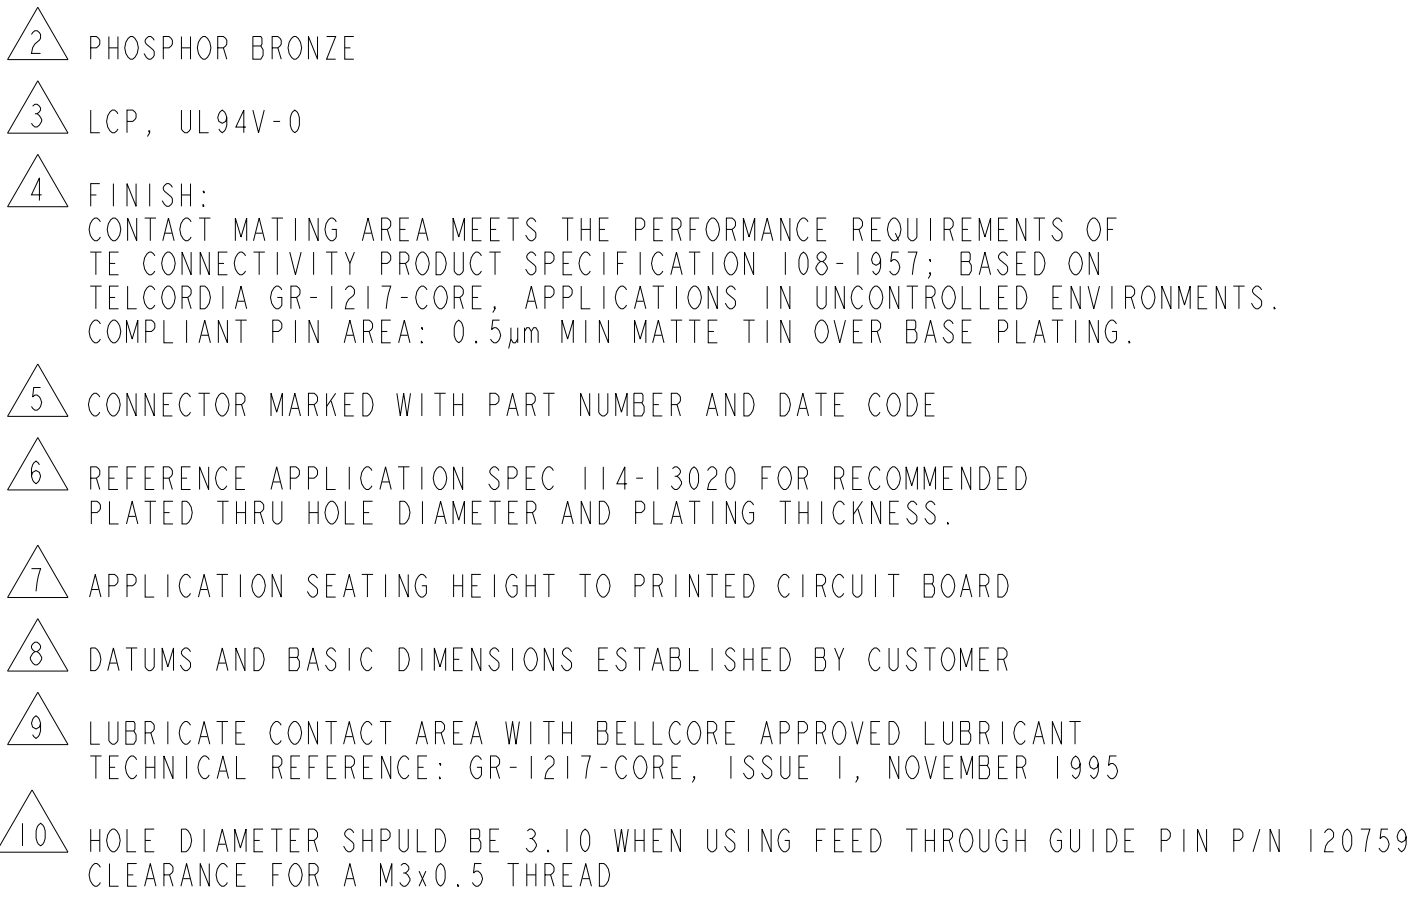 2 PHOSPHOR BRONZE
3 LCP, UL94V-0
4 FINISH:
CONTACT MATING AREA MEETS THE PERFORMANCE REQUIREMENTS OF
TE CONNECTIVITY PRODUCT SPECIFICATION 108-1957; BASED ON
TELCORDIA GR-1217-CORE, APPLICATIONS IN UNCONTROLLED ENVIRONMENTS.
COMPLIANT PIN AREA: 0.5µm MIN MATTE TIN OVER BASE PLATING.
5 CONNECTOR MARKED WITH PART NUMBER AND DATE CODE
6 REFERENCE APPLICATION SPEC 114-13020 FOR RECOMMENDED
PLATED THRU HOLE DIAMETER AND PLATING THICKNESS.
7 APPLICATION SEATING HEIGHT TO PRINTED CIRCUIT BOARD
8 DATUMS AND BASIC DIMENSIONS ESTABLISHED BY CUSTOMER
9 LUBRICATE CONTACT AREA WITH BELLCORE APPROVED LUBRICANT
TECHNICAL REFERENCE: GR-1217-CORE, ISSUE 1, NOVEMBER 1995
10 HOLE DIAMETER SHPULD BE 3.10 WHEN USING FEED THROUGH GUIDE PIN P/N 120759
CLEARANCE FOR A M3x0.5 THREAD